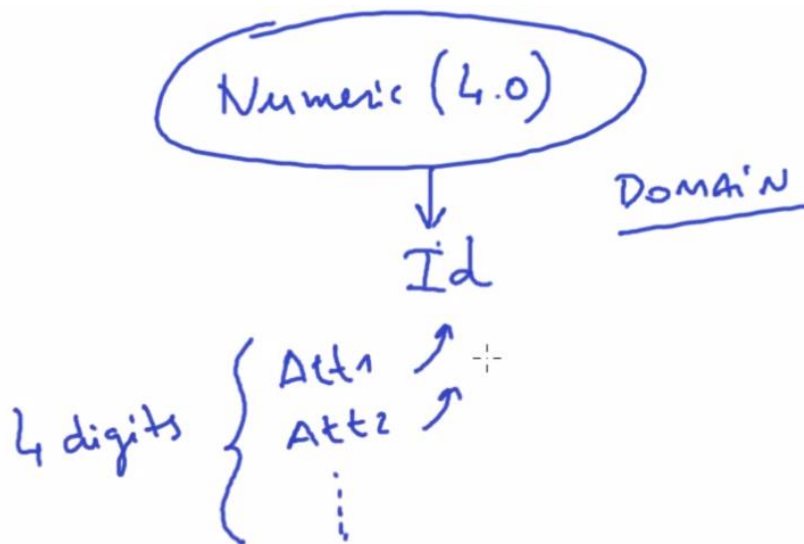 Numeric (4.0)
DOMAIN
Id
Att1
4 digits
Att2